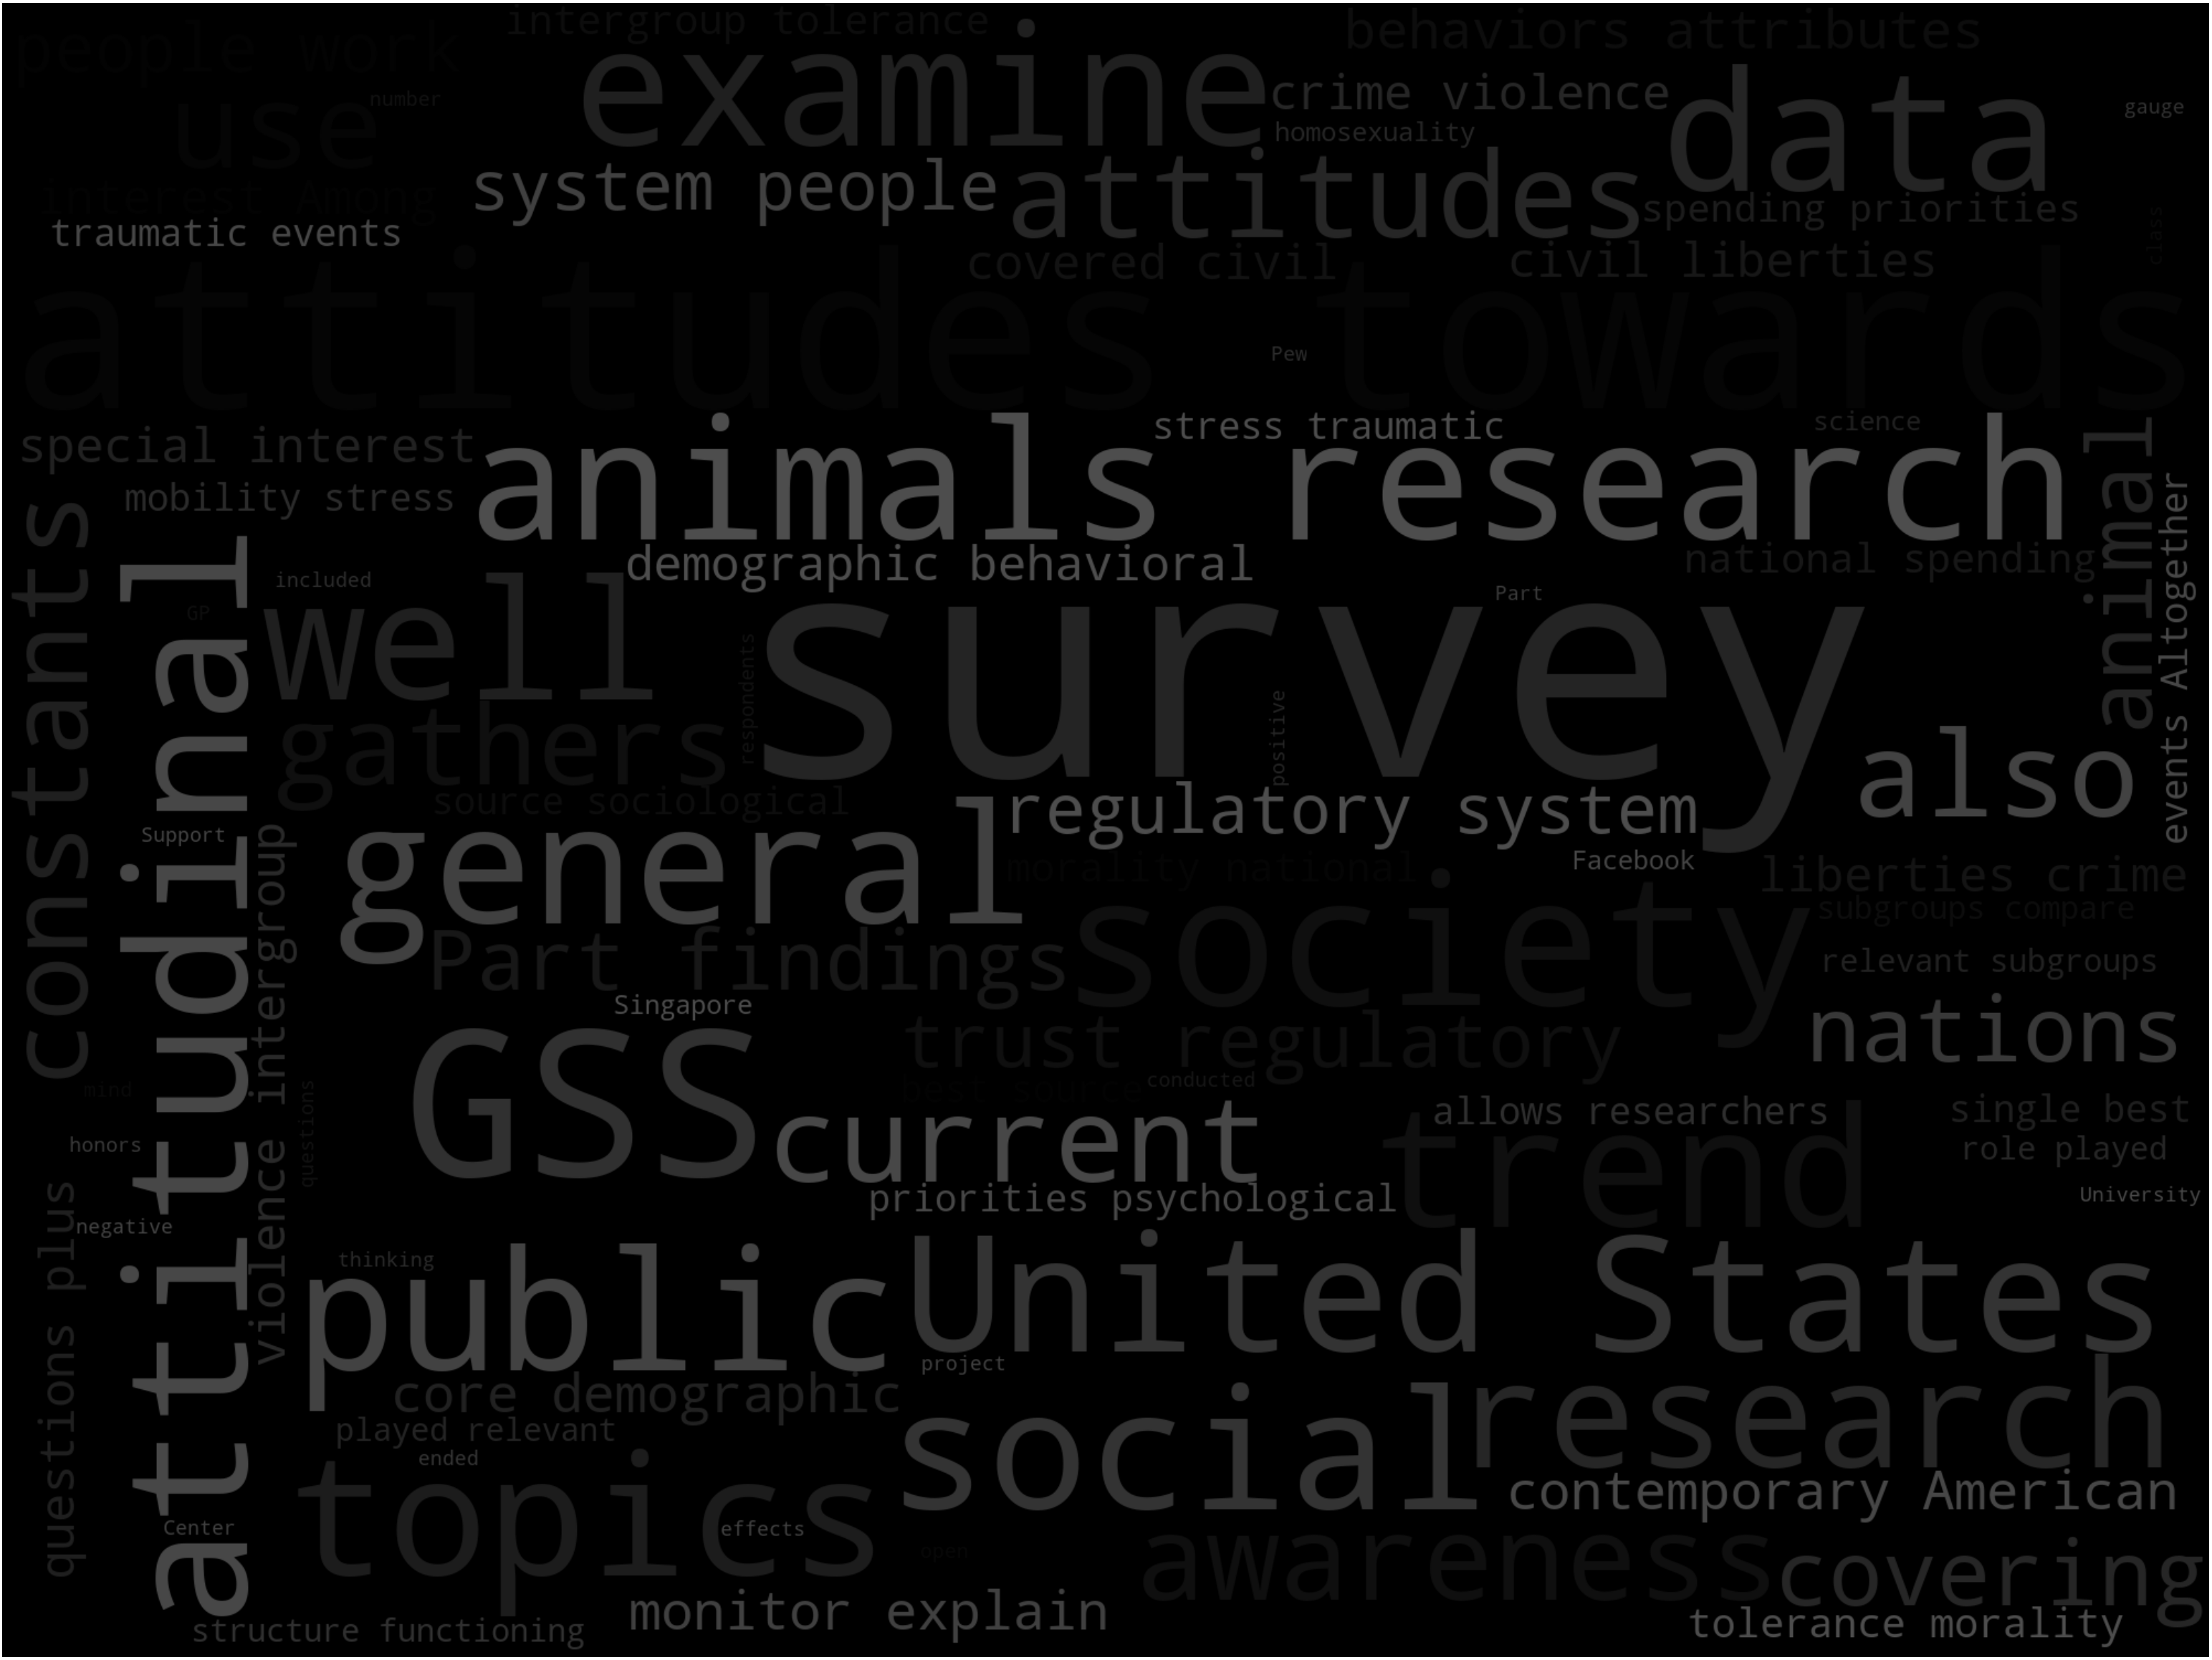 people work
intergroup tolerance
behaviors attributes
examine
data
use
number
crime violence
gauge
homosexuality
system people
attitudes
interest Among
spending priorities
traumatic events
class
covered civil
civil liberties
attitudes towards
Pew
special interest
animals research
stress traumatic
science
animal
mobility stress
constants
attitudinal
demographic behavioral
national spending
events Altogether
included
well
survey
Part
GP
respondents
positive
gathers
also
source sociological
regulatory system
general
Support
violence intergroup
morality national
Facebook
liberties crime
society
subgroups compare
Part findings
relevant subgroups
Singapore
nations
GSS
trust regulatory
mind
best source
conducted
questions
current
allows researchers
single best
trend
honors
role played
questions plus
priorities psychological
University
negative
thinking
public
United States
project
core demographic
social
research
played relevant
ended
topics
contemporary American
Center
effects
open
awareness
covering
monitor explain
structure functioning
tolerance morality